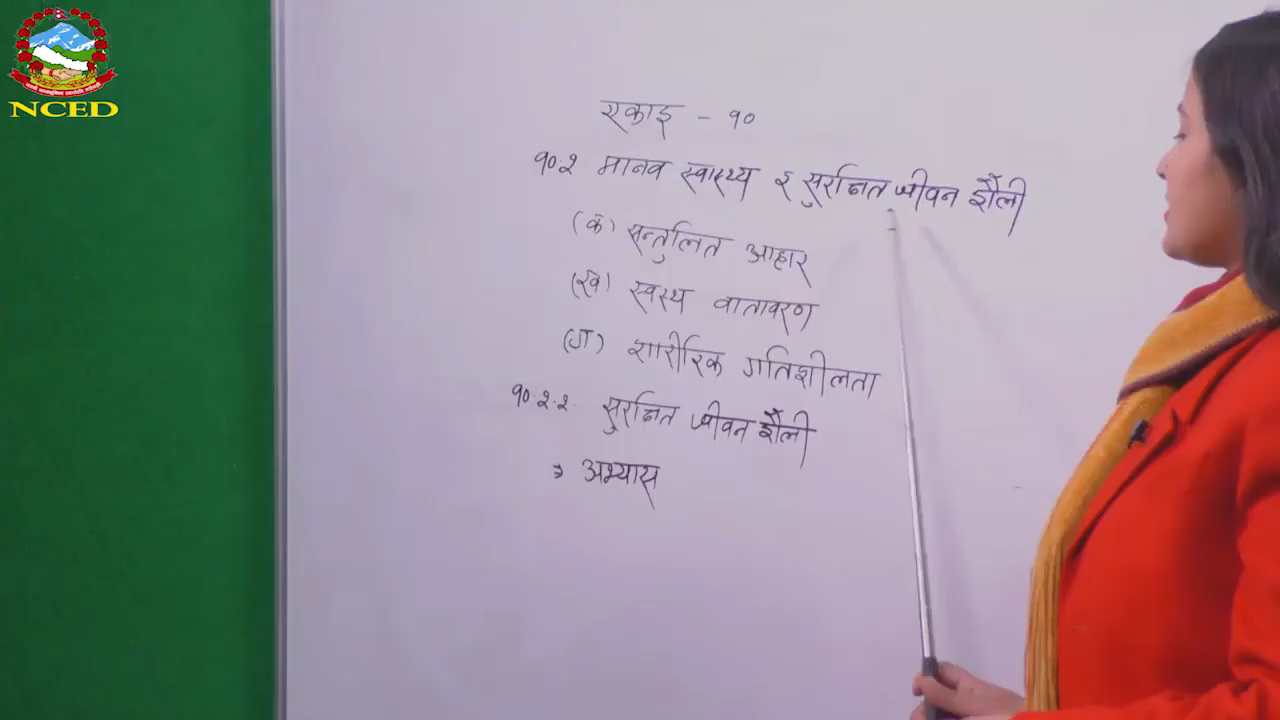 NCED
एकाइ - १०
१०.२ मानव स्वास्थ्य र सुरक्षित जीवन शैली
(क) सन्तुलित आहार
(ख) स्वस्थ वातावरण
(ग) शारीरिक गतिशीलता
१०.२.२. सुरक्षित जीवन शैली
→ अभ्यास